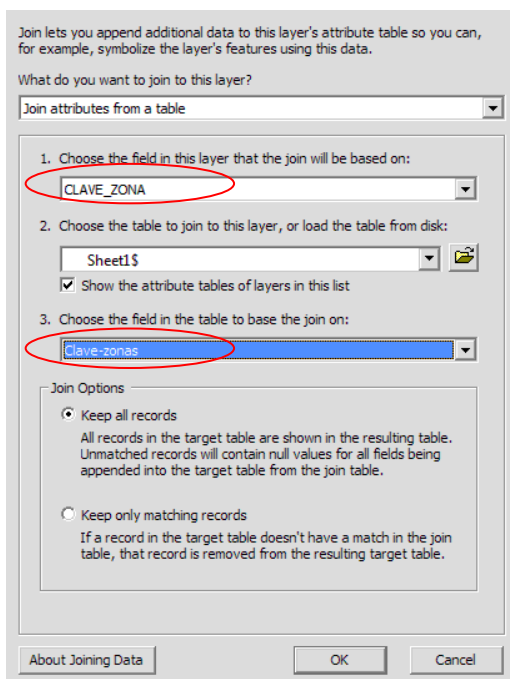 Join lets you append additional data to this layer's attribute table so you can,
for example, symbolize the layer's features using this data.
What do you want to join to this layer?
Join attributes from a table
1. Choose the field in this layer that the join will be based on:
CLAVE_ZONA
2. Choose the table to join to this layer, or load the table from disk:
Sheet1$
Show the attribute tables of layers in this list
3. Choose the field in the table to base the join on:
Clave-zonas
Join Options
Keep all records
All records in the target table are shown in the resulting table.
Unmatched records will contain null values for all fields being
appended into the target table from the join table.
Keep only matching records
If a record in the target table doesn't have a match in the join
table, that record is removed from the resulting target table.
About Joining Data
OK
Cancel